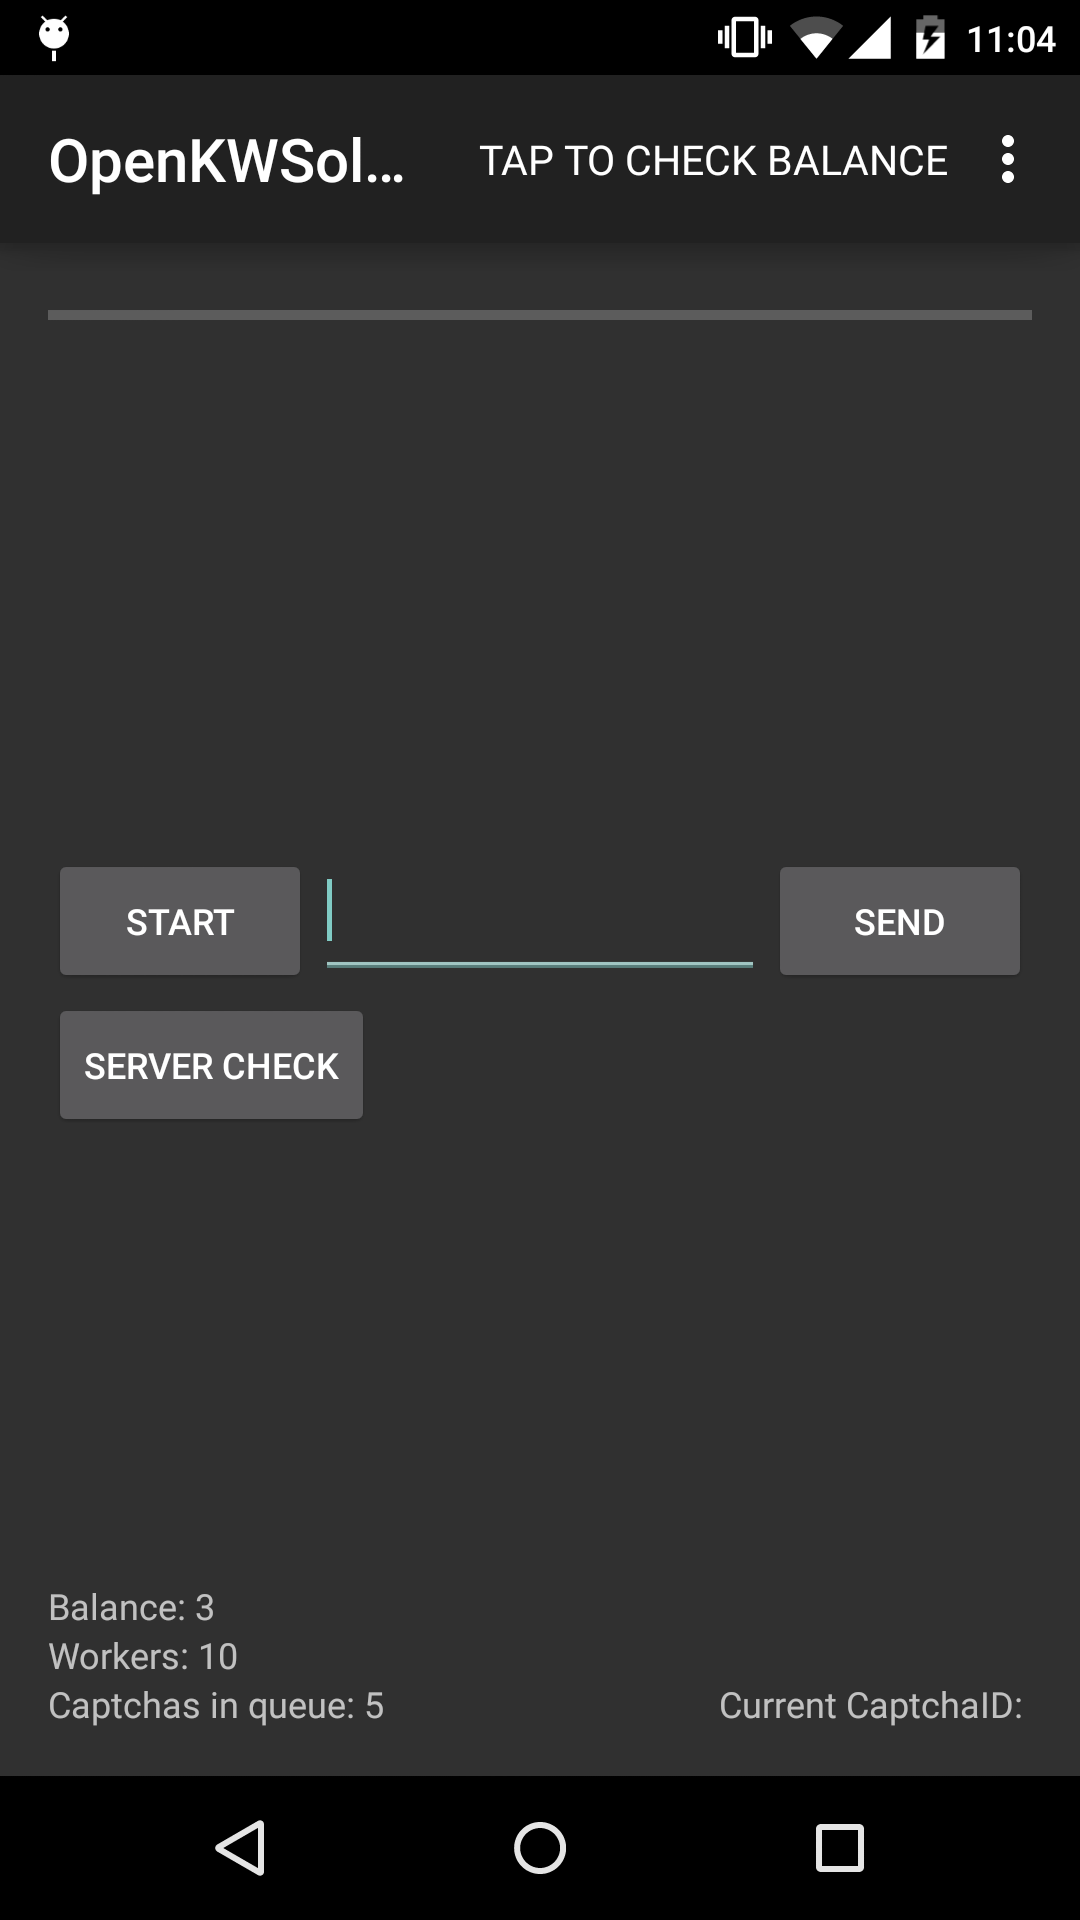 11:04
OpenKWSol...
TAP TO CHECK BALANCE
START
SEND
SERVER CHECK
Balance: 3
Workers: 10
Captchas in queue: 5
Current CaptchaID: